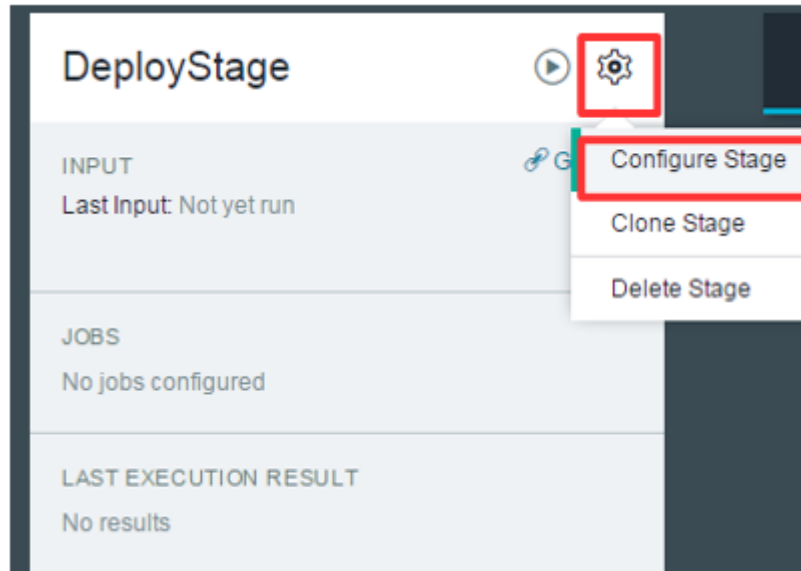 DeployStage
INPUT
G
Last Input: Not yet run
Configure Stage
Clone Stage
Delete Stage
JOBS
No jobs configured
LAST EXECUTION RESULT
No results